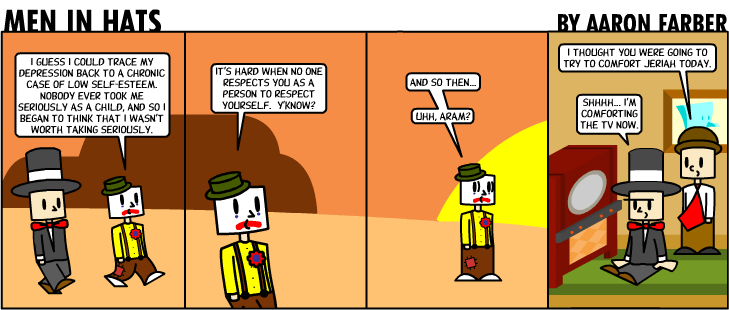 MEN IN HATS
BY AARON FARBER
I GUESS I COULD TRACE MY
DEPRESSION BACK TO A CHRONIC
CASE OF LOW SELF-ESTEEM.
NOBODY EVER TOOK ME
SERIOUSLY AS A CHILD, AND SO I
BEGAN TO THINK THAT I WASN'T
WORTH TAKING SERIOUSLY.
IT'S HARD WHEN NO ONE
RESPECTS YOU AS A
PERSON TO RESPECT
YOURSELF. Y'KNOW?
AND SO THEN...
UHH, ARAM?
I THOUGHT YOU WERE GOING TO
TRY TO COMFORT JERIAH TODAY.
SHHHH... I'M
COMFORTING
THE TV NOW.